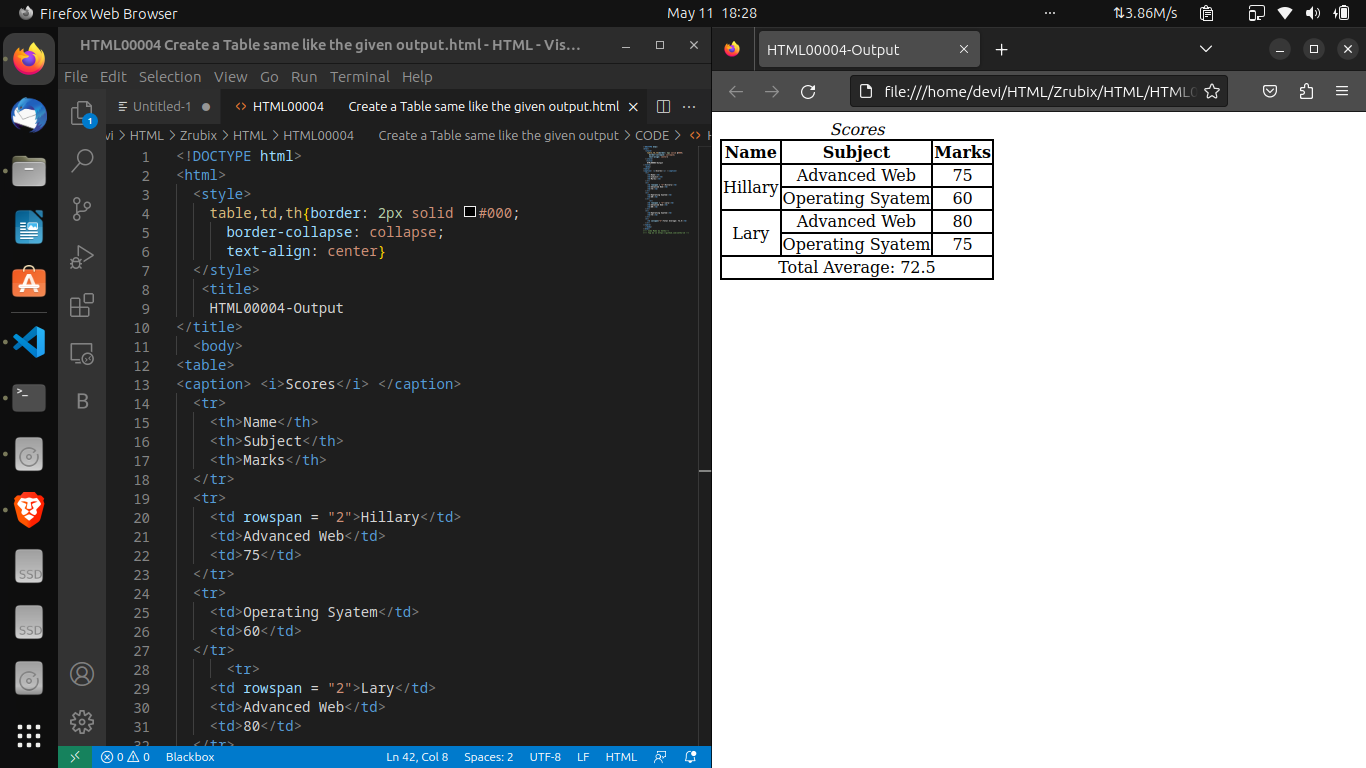 Firefox Web Browser
May 11 18:28
3.86M/s
HTML00004 Create a Table same like the given output.html - HTML - Vis…
File Edit Selection View Go Run Terminal Help
Untitled-1
HTML00004 Create a Table same like the given output.html
vi > HTML > Zrubix > HTML > HTML00004 Create a Table same like the given output > CODE >
1
1 <!DOCTYPE html>
2 <html>
3 <style>
4 table,td,th{border: 2px solid #000;
5 border-collapse: collapse;
6 text-align: center}
7 </style>
8 <title>
9 HTML00004-Output
10 </title>
11 <body>
12 <table>
13 <caption> <i>Scores</i> </caption>
14 <tr>
15 <th>Name</th>
16 <th>Subject</th>
17 <th>Marks</th>
18 </tr>
19 <tr>
20 <td rowspan = "2">Hillary</td>
21 <td>Advanced Web</td>
22 <td>75</td>
23 </tr>
24 <tr>
25 <td>Operating Syatem</td>
26 <td>60</td>
27 </tr>
28 <tr>
29 <td rowspan = "2">Lary</td>
30 <td>Advanced Web</td>
31 <td>80</td>
32 </tr>
B
SSD
SSD
0 0 Blackbox Ln 42, Col 8 Spaces: 2 UTF-8 LF HTML
HTML00004-Output
file:///home/devi/HTML/Zrubix/HTML/HTML0
Scores
Name Subject Marks
Hillary Advanced Web 75
Operating Syatem 60
Lary Advanced Web 80
Operating Syatem 75
Total Average: 72.5